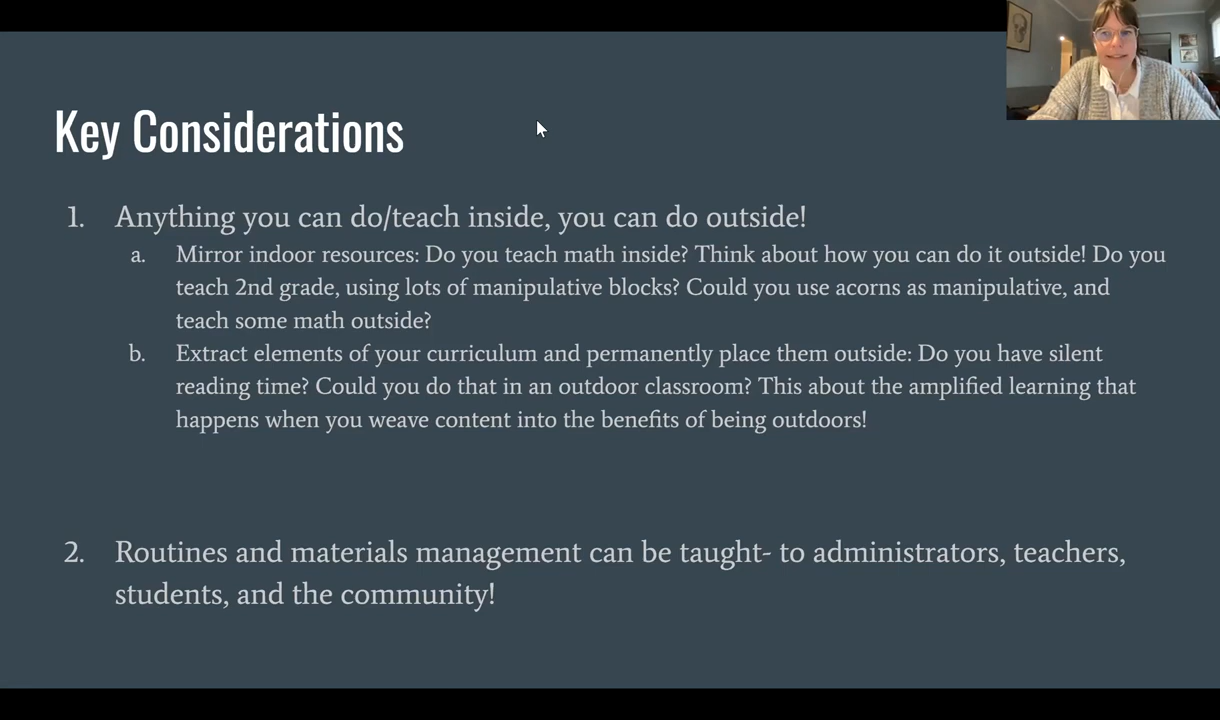 Key Considerations
1. Anything you can do/teach inside, you can do outside!
a. Mirror indoor resources: Do you teach math inside? Think about how you can do it outside! Do you
teach 2nd grade, using lots of manipulative blocks? Could you use acorns as manipulative, and
teach some math outside?
b. Extract elements of your curriculum and permanently place them outside: Do you have silent
reading time? Could you do that in an outdoor classroom? This about the amplified learning that
happens when you weave content into the benefits of being outdoors!
2. Routines and materials management can be taught- to administrators, teachers,
students, and the community!